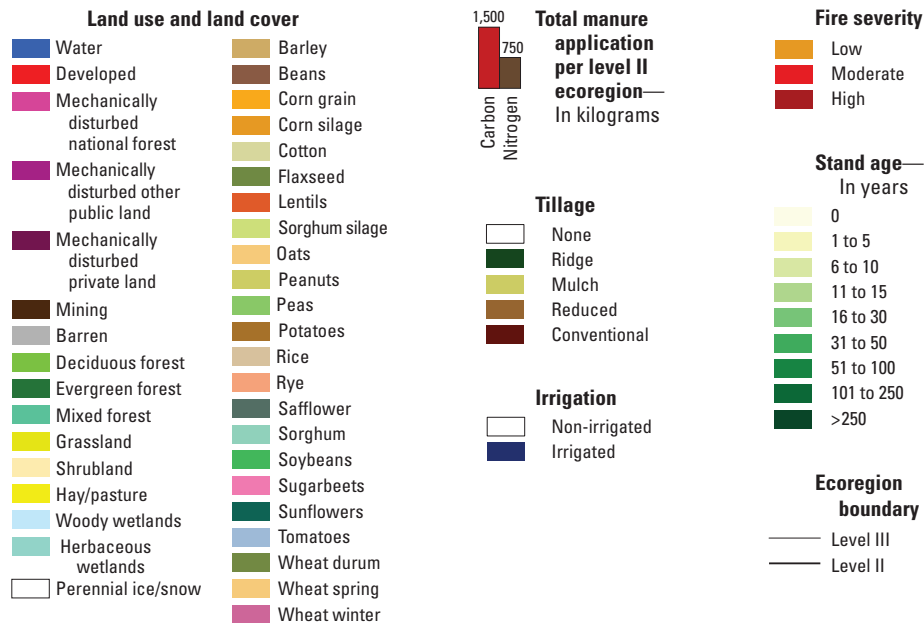 Land use and land cover
Water
Developed
Mechanically
disturbed
national forest
Mechanically
disturbed other
public land
Mechanically
disturbed
private land
Mining
Barren
Deciduous forest
Evergreen forest
Mixed forest
Grassland
Shrubland
Hay/pasture
Woody wetlands
Herbaceous
wetlands
Perennial ice/snow
Barley
Beans
Corn grain
Corn silage
Cotton
Flaxseed
Lentils
Sorghum silage
Oats
Peanuts
Peas
Potatoes
Rice
Rye
Safflower
Sorghum
Soybeans
Sugarbeets
Sunflowers
Tomatoes
Wheat durum
Wheat spring
Wheat winter
1,500
750
Carbon
Nitrogen
Total manure
application
per level II
ecoregion—
In kilograms
Tillage
None
Ridge
Mulch
Reduced
Conventional
Irrigation
Non-irrigated
Irrigated
Fire severity
Low
Moderate
High
Stand age—
In years
0
1 to 5
6 to 10
11 to 15
16 to 30
31 to 50
51 to 100
101 to 250
>250
Ecoregion
boundary
Level III
Level II